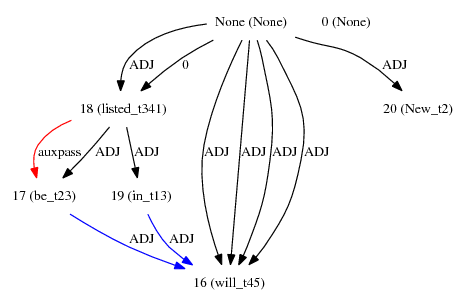 None (None) 0 (None)
ADJ 0 ADJ
18 (listed_t341) 20 (New_t2)
auxpass ADJ ADJ ADJ ADJ ADJ ADJ
17 (be_t23) 19 (in_t13)
ADJ ADJ
16 (will_t45)